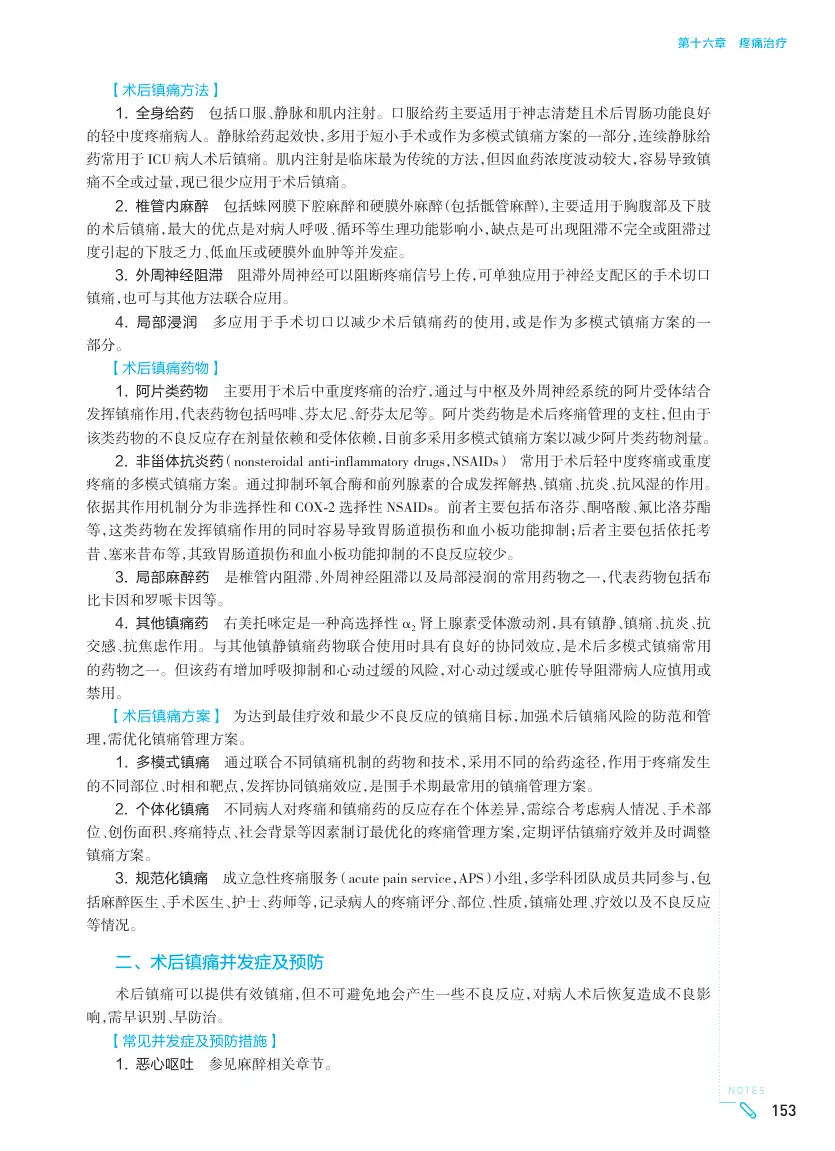 第十六章 疼痛治疗
【术后镇痛方法】
1. 全身给药 包括口服、静脉和肌内注射。口服给药主要适用于神志清楚且术后胃肠功能良好
的轻中度疼痛病人。静脉给药起效快,多用于短小手术或作为多模式镇痛方案的一部分,连续静脉给
药常用于 ICU 病人术后镇痛。肌内注射是临床最为传统的方法,但因血药浓度波动较大,容易导致镇
痛不全或过量,现已很少应用于术后镇痛。
2. 椎管内麻醉 包括蛛网膜下腔麻醉和硬膜外麻醉(包括骶管麻醉),主要适用于胸腹部及下肢
的术后镇痛,最大的优点是对病人呼吸、循环等生理功能影响小,缺点是可出现阻滞不完全或阻滞过
度引起的下肢乏力、低血压或硬膜外血肿等并发症。
3. 外周神经阻滞 阻滞外周神经可以阻断疼痛信号上传,可单独应用于神经支配区的手术切口
镇痛,也可与其他方法联合应用。
4. 局部浸润 多应用于手术切口以减少术后镇痛药的使用,或是作为多模式镇痛方案的一
部分。
【术后镇痛药物】
1. 阿片类药物 主要用于术后中重度疼痛的治疗,通过与中枢及外周神经系统的阿片受体结合
发挥镇痛作用,代表药物包括吗啡、芬太尼、舒芬太尼等。阿片类药物是术后疼痛管理的支柱,但由于
该类药物的不良反应存在剂量依赖和受体依赖,目前多采用多模式镇痛方案以减少阿片类药物剂量。
2. 非甾体抗炎药(nonsteroidal anti-inflammatory drugs,NSAIDs) 常用于术后轻中度疼痛或重度
疼痛的多模式镇痛方案。通过抑制环氧合酶和前列腺素的合成发挥解热、镇痛、抗炎、抗风湿的作用。
依据其作用机制分为非选择性和 COX-2 选择性 NSAIDs。前者主要包括布洛芬、酮咯酸、氟比洛芬酯
等,这类药物在发挥镇痛作用的同时容易导致胃肠道损伤和血小板功能抑制;后者主要包括依托考
昔、塞来昔布等,其致胃肠道损伤和血小板功能抑制的不良反应较少。
3. 局部麻醉药 是椎管内阻滞、外周神经阻滞以及局部浸润的常用药物之一,代表药物包括布
比卡因和罗哌卡因等。
4. 其他镇痛药 右美托咪定是一种高选择性 α₂ 肾上腺素受体激动剂,具有镇静、镇痛、抗炎、抗
交感、抗焦虑作用。与其他镇静镇痛药物联合使用时具有良好的协同效应,是术后多模式镇痛常用
的药物之一。但该药有增加呼吸抑制和心动过缓的风险,对心动过缓或心脏传导阻滞病人应慎用或
禁用。
【术后镇痛方案】 为达到最佳疗效和最少不良反应的镇痛目标,加强术后镇痛风险的防范和管
理,需优化镇痛管理方案。
1. 多模式镇痛 通过联合不同镇痛机制的药物和技术,采用不同的给药途径,作用于疼痛发生
的不同部位、时相和靶点,发挥协同镇痛效应,是围手术期最常用的镇痛管理方案。
2. 个体化镇痛 不同病人对疼痛和镇痛药的反应存在个体差异,需综合考虑病人情况、手术部
位、创伤面积、疼痛特点、社会背景等因素制订最优化的疼痛管理方案,定期评估镇痛疗效并及时调整
镇痛方案。
3. 规范化镇痛 成立急性疼痛服务(acute pain service,APS)小组,多学科团队成员共同参与,包
括麻醉医生、手术医生、护士、药师等,记录病人的疼痛评分、部位、性质,镇痛处理、疗效以及不良反应
等情况。
二、术后镇痛并发症及预防
术后镇痛可以提供有效镇痛,但不可避免地会产生一些不良反应,对病人术后恢复造成不良影
响,需早识别、早防治。
【常见并发症及预防措施】
1. 恶心呕吐 参见麻醉相关章节。
NOTES
153